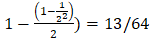 1 − (1−1/2²)/2) = 13/64